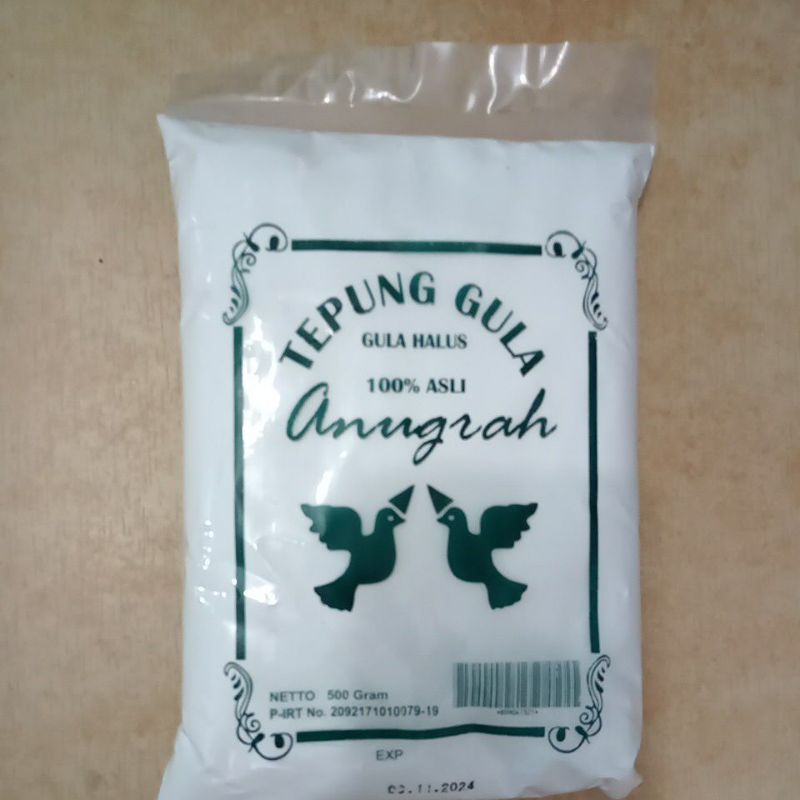 TEPUNG GULA
GULA HALUS
100% ASLI
Anugrah
NETTO 500 Gram
P-IRT No. 2092171010079-19
EXP